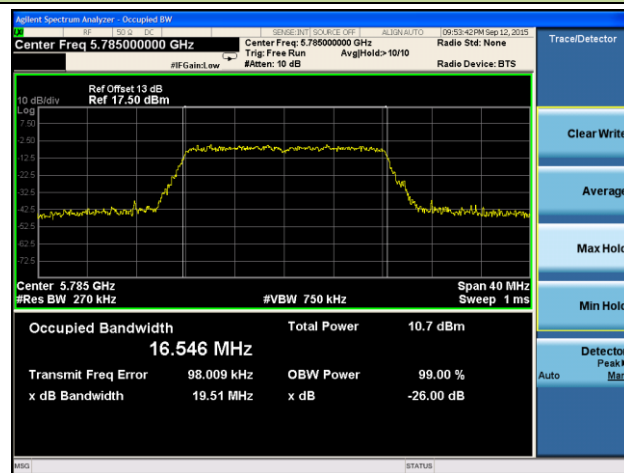 Agilent Spectrum Analyzer - Occupied BW
RF 50 Ω DC SENSE:INT SOURCE OFF ALIGN AUTO 09:53:42 PM Sep 12, 2015
Center Freq 5.785000000 GHz Center Freq: 5.785000000 GHz Radio Std: None
Trig: Free Run Avg|Hold:>10/10
#IFGain:Low #Atten: 10 dB Radio Device: BTS
Trace/Detector
Ref Offset 13 dB
10 dB/div Ref 17.50 dBm
Log
7.50
-2.50
-12.5
-22.5
-32.5
-42.5
-52.5
-62.5
-72.5
Center 5.785 GHz Span 40 MHz
#Res BW 270 kHz #VBW 750 kHz Sweep 1 ms
Occupied Bandwidth Total Power 10.7 dBm
16.546 MHz
Transmit Freq Error 98.009 kHz OBW Power 99.00 %
x dB Bandwidth 19.51 MHz x dB -26.00 dB
Clear Write
Average
Max Hold
Min Hold
Detector
Peak
Auto Man
MSG STATUS